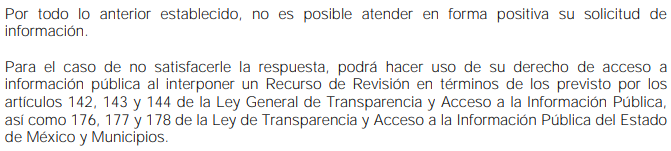 Por todo lo anterior establecido, no es posible atender en forma positiva su solicitud de
información.
Para el caso de no satisfacerle la respuesta, podrá hacer uso de su derecho de acceso a
información pública al interponer un Recurso de Revisión en términos de los previsto por los
artículos 142, 143 y 144 de la Ley General de Transparencia y Acceso a la Información Pública,
así como 176, 177 y 178 de la Ley de Transparencia y Acceso a la Información Pública del Estado
de México y Municipios.